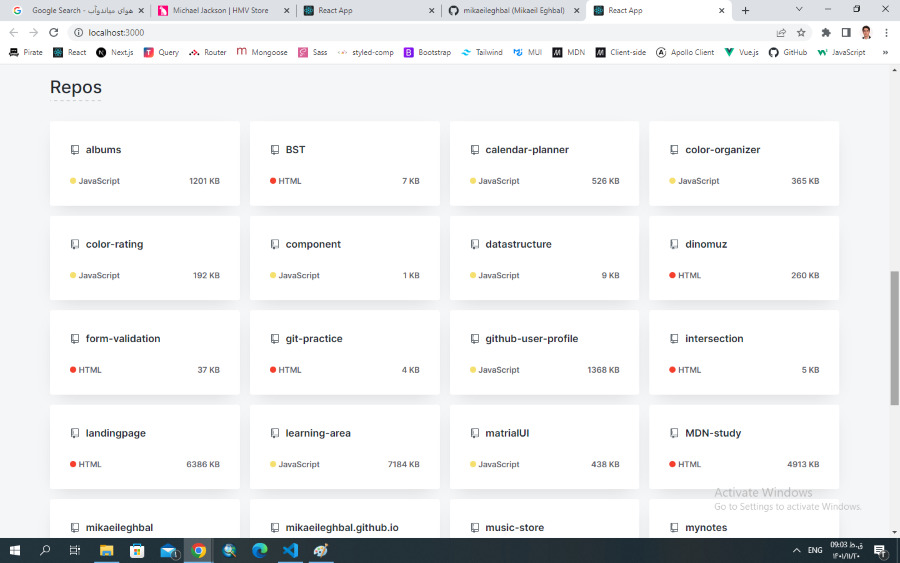 Google Search - هوای میاندوآب
Michael Jackson | HMV Store
React App
mikaeileghbal (Mikaeil Eghbal)
React App
localhost:3000
Pirate
React
Next.js
Query
Router
Mongoose
Sass
styled-comp
Bootstrap
Tailwind
MUI
MDN
Client-side
Apollo Client
Vue.js
GitHub
JavaScript
Repos
albums
BST
calendar-planner
color-organizer
JavaScript 1201 KB
HTML 7 KB
JavaScript 526 KB
JavaScript 365 KB
color-rating
component
datastructure
dinomuz
JavaScript 192 KB
JavaScript 1 KB
JavaScript 9 KB
HTML 260 KB
form-validation
git-practice
github-user-profile
intersection
HTML 37 KB
HTML 4 KB
JavaScript 1368 KB
HTML 5 KB
landingpage
learning-area
matrialUI
MDN-study
HTML 6386 KB
JavaScript 7184 KB
JavaScript 438 KB
HTML 4913 KB
Activate Windows
Go to Settings to activate Windows.
mikaeileghbal
mikaeileghbal.github.io
music-store
mynotes
ENG
09:03 ق.ظ